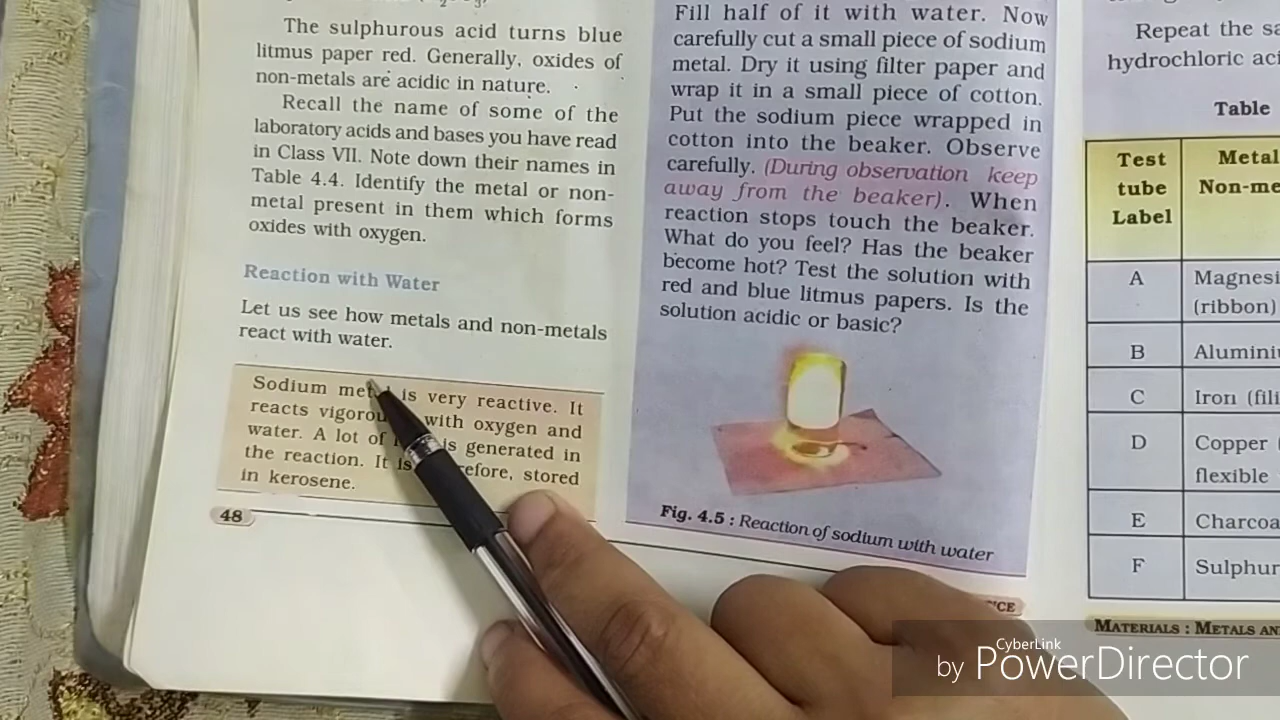 The sulphurous acid turns blue
litmus paper red. Generally, oxides of
non-metals are acidic in nature.
Recall the name of some of the
laboratory acids and bases you have read
in Class VII. Note down their names in
Table 4.4. Identify the metal or non-
metal present in them which forms
oxides with oxygen.
Reaction with Water
Let us see how metals and non-metals
react with water.
Sodium is very reactive. It
reacts with oxygen and
water. A lot of is generated in
the reaction. It stored
in kerosene.
48
Fill half of it with water. Now
carefully cut a small piece of sodium
metal. Dry it using filter paper and
wrap it in a small piece of cotton.
Put the sodium piece wrapped in
cotton into the beaker. Observe
carefully. (During observation keep
away from the beaker). When
reaction stops touch the beaker.
What do you feel? Has the beaker
become hot? Test the solution with
red and blue litmus papers. Is the
solution acidic or basic?
Fig. 4.5 : Reaction of sodium with water
Repeat the
Table
Test
tube
Label
A
(ribbon)
B
C
Iron
D
Copper
flexible
E
F
MATERIALS : METALS
CyberLink
by PowerDirector